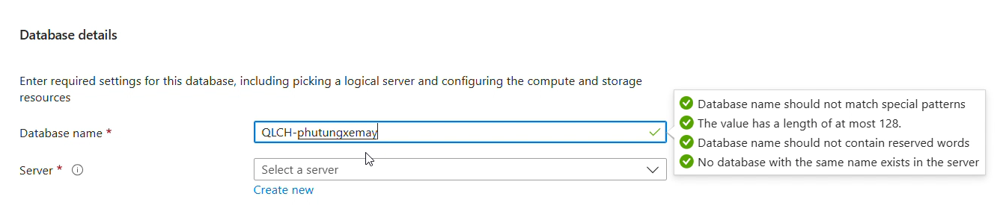 Database details
Enter required settings for this database, including picking a logical server and configuring the compute and storage
resources
Database name *
QLCH-phutungxemay
Database name should not match special patterns
The value has a length of at most 128.
Database name should not contain reserved words
No database with the same name exists in the server
Server *
Select a server
Create new